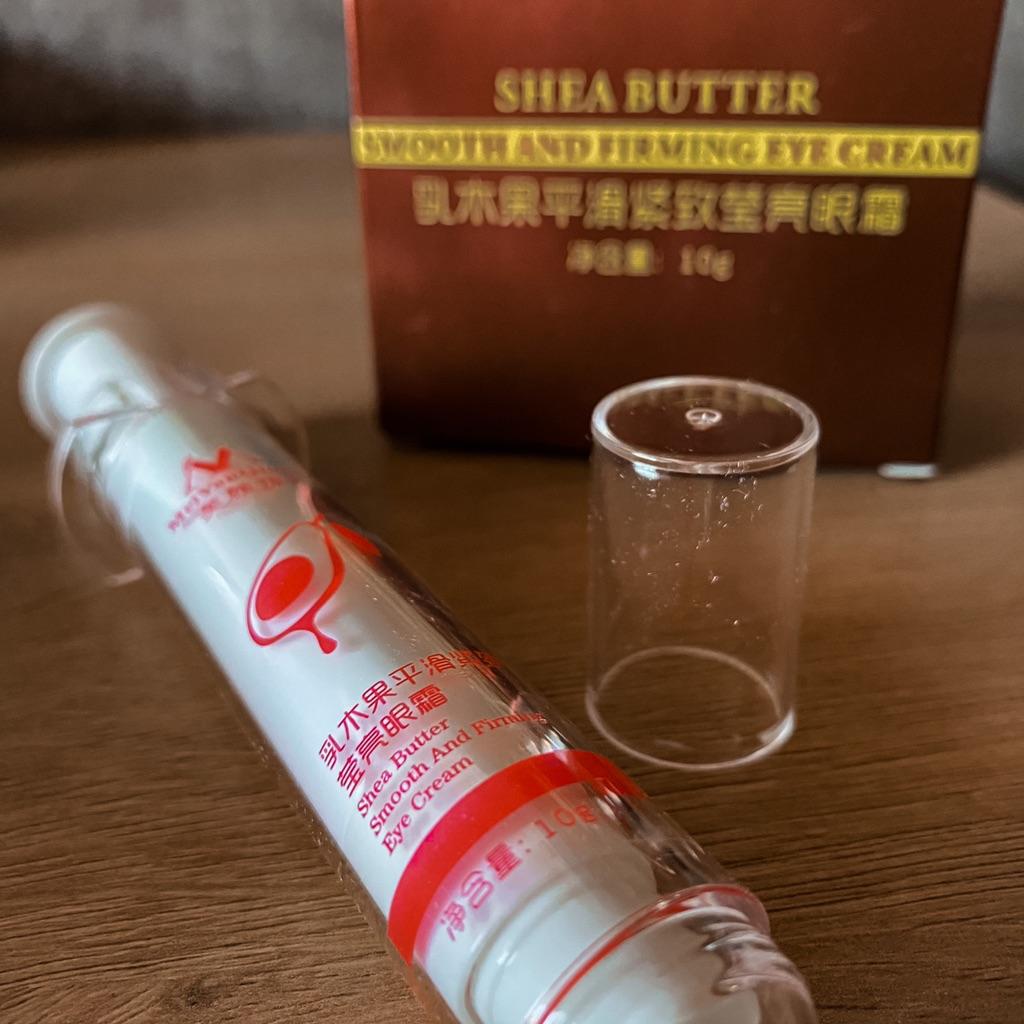 SHEA BUTTER
SMOOTH AND FIRMING EYE CREAM
乳木果平滑紧致莹亮眼霜
净含量: 10g
乳木果平滑紧致
莹亮眼霜
Shea Butter
Smooth And Firming
Eye Cream
净含量: 10g